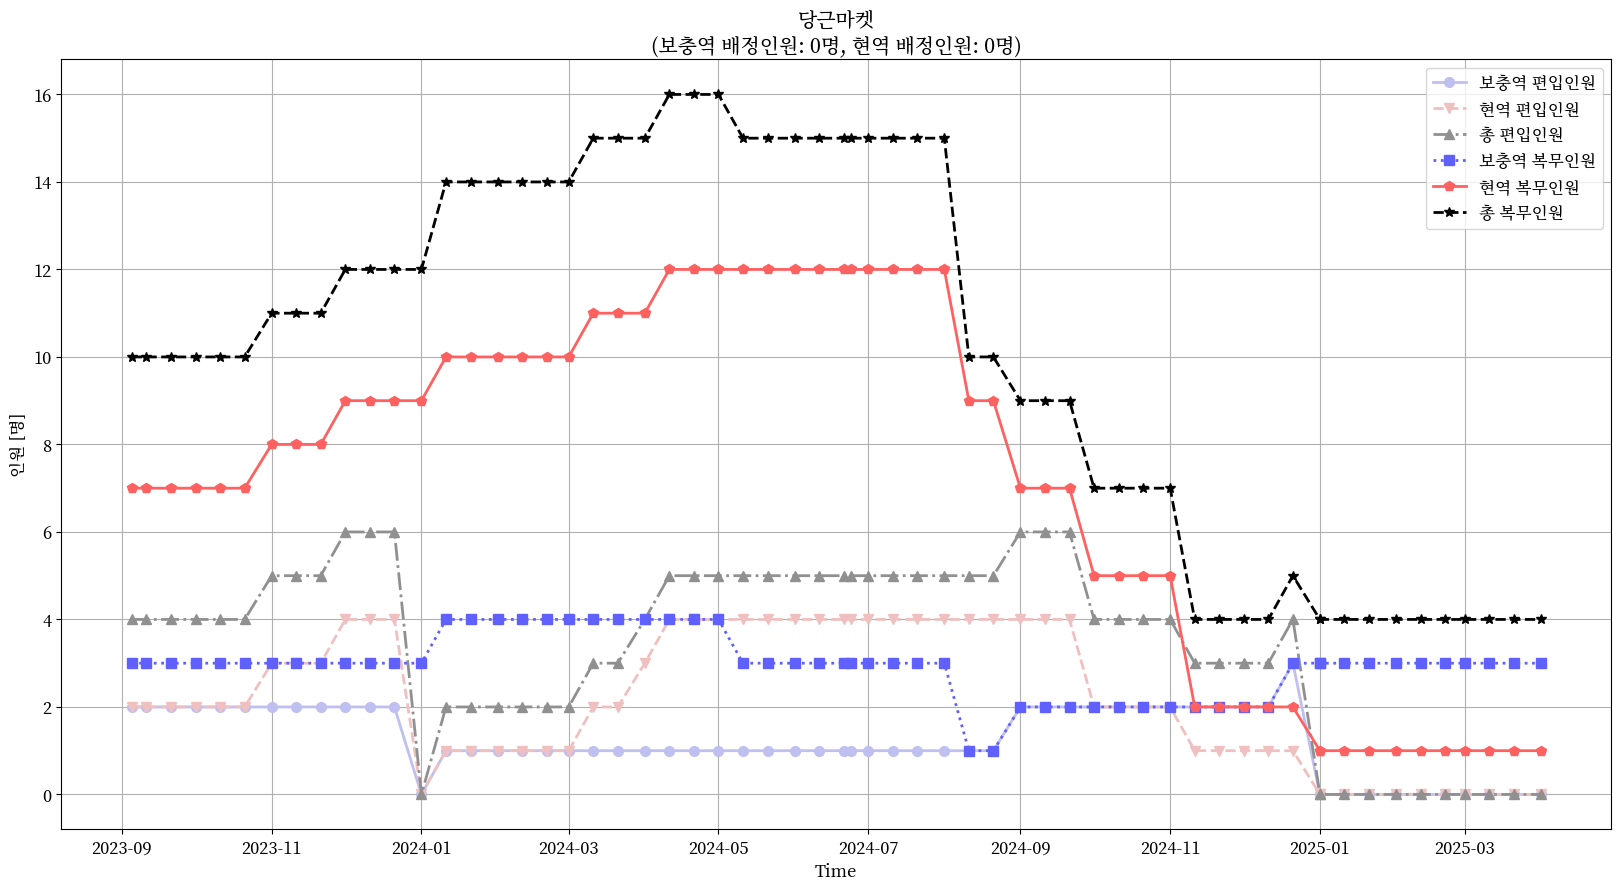 당근마켓
(보충역 배정인원: 0명, 현역 배정인원: 0명)
인원 [명]
16
14
12
10
8
6
4
2
0
보충역 편입인원
현역 편입인원
총 편입인원
보충역 복무인원
현역 복무인원
총 복무인원
2023-09
2023-11
2024-01
2024-03
2024-05
2024-07
2024-09
2024-11
2025-01
2025-03
Time